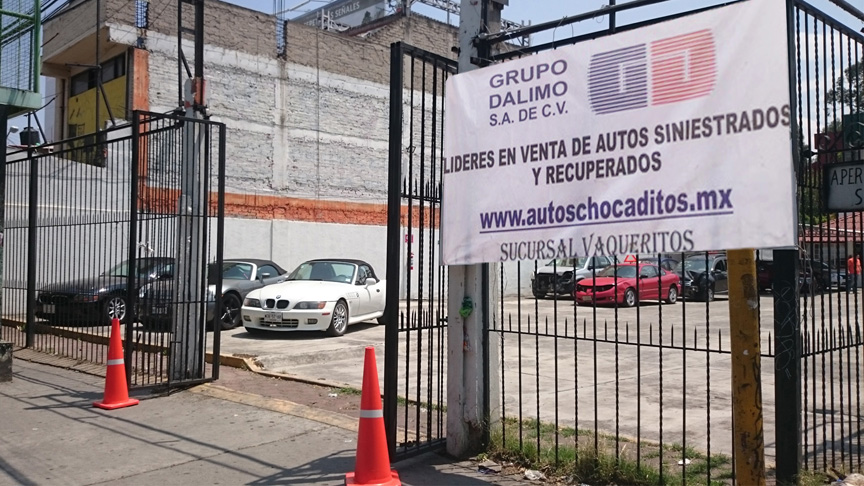 GRUPO
DALIMO
S.A. DE C.V.
LIDERES EN VENTA DE AUTOS SINIESTRADOS
Y RECUPERADOS
www.autoschocaditos.mx
SUCURSAL VAQUERITOS